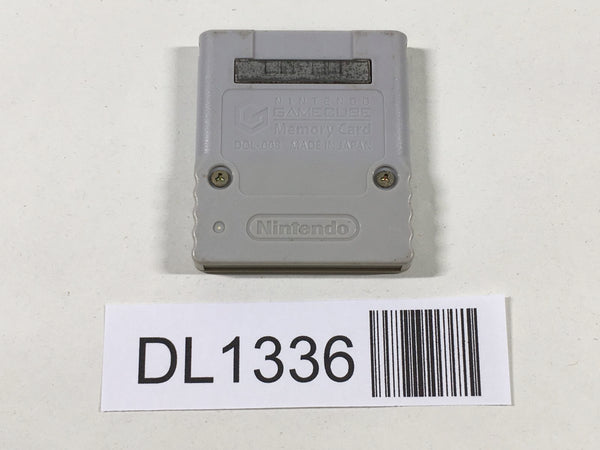 NINTENDO
GAMECUBE
Memory Card
DOL-008 MADE IN JAPAN
Nintendo
DL1336